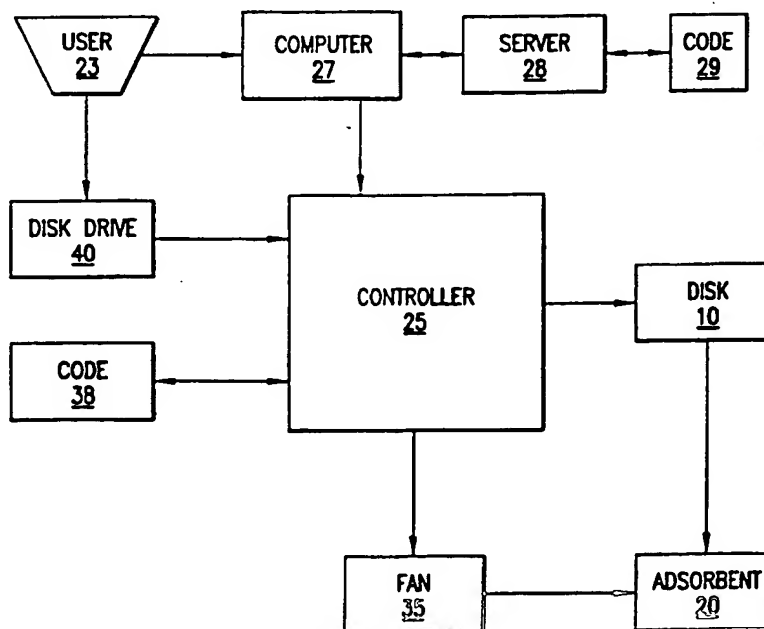 USER
23
COMPUTER
27
SERVER
28
CODE
29
DISK DRIVE
40
CONTROLLER
25
DISK
10
CODE
38
FAN
35
ADSORBENT
20